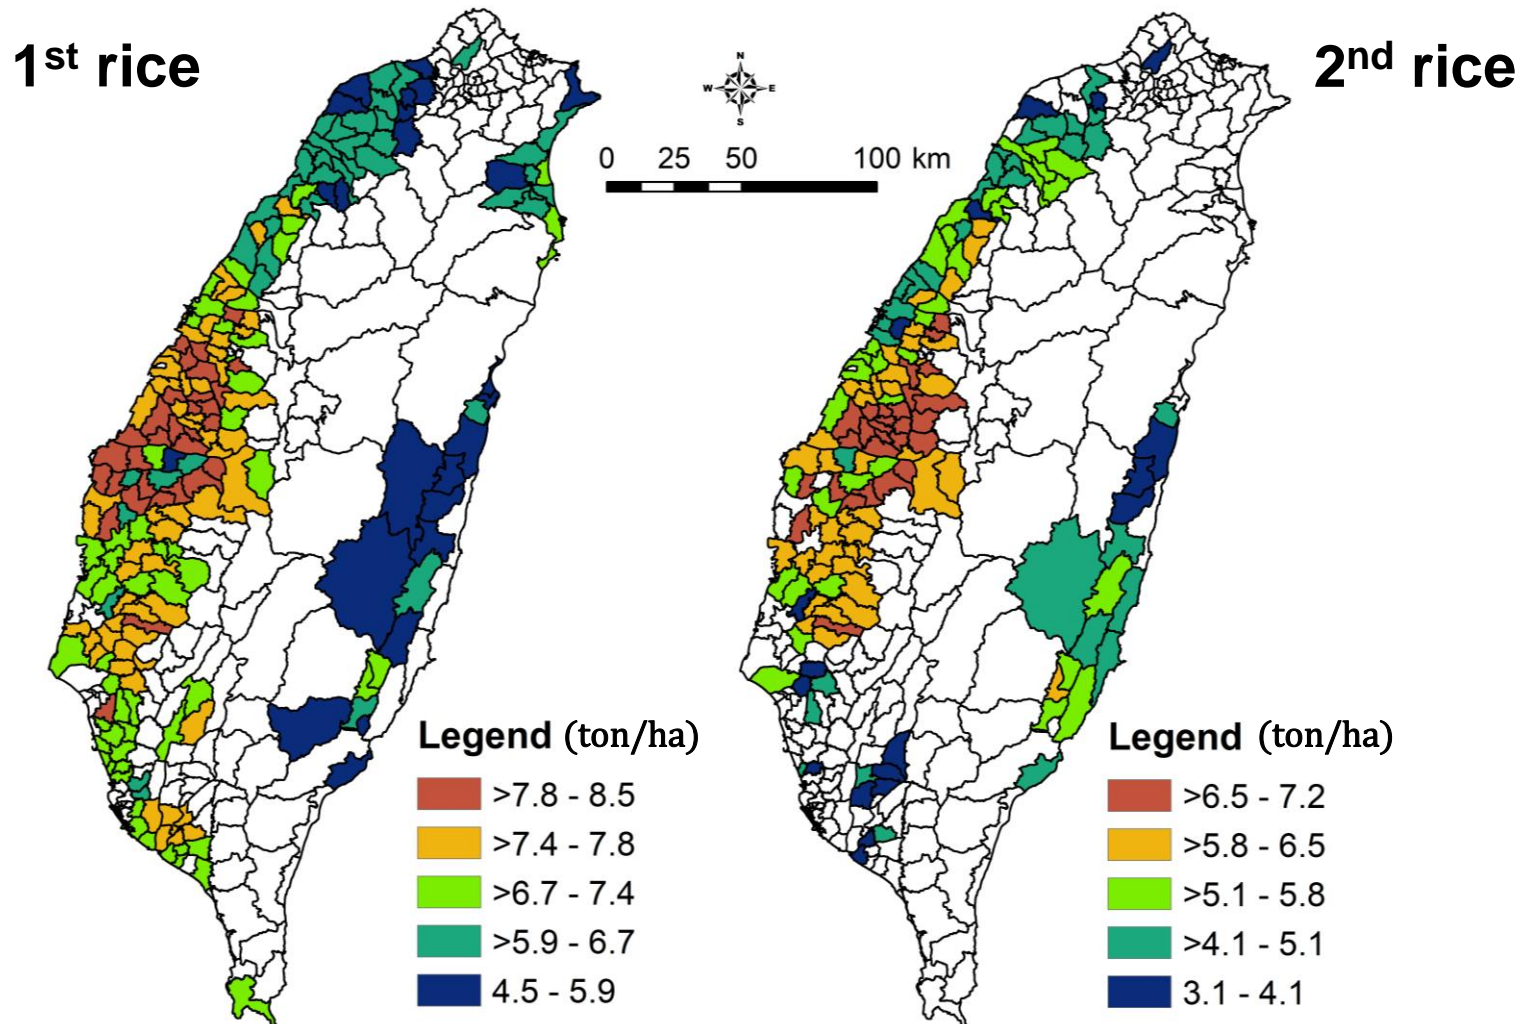 1st rice
2nd rice
N
W E
S
0 25 50 100 km
Legend (ton/ha)
>7.8 - 8.5
>7.4 - 7.8
>6.7 - 7.4
>5.9 - 6.7
4.5 - 5.9
Legend (ton/ha)
>6.5 - 7.2
>5.8 - 6.5
>5.1 - 5.8
>4.1 - 5.1
3.1 - 4.1